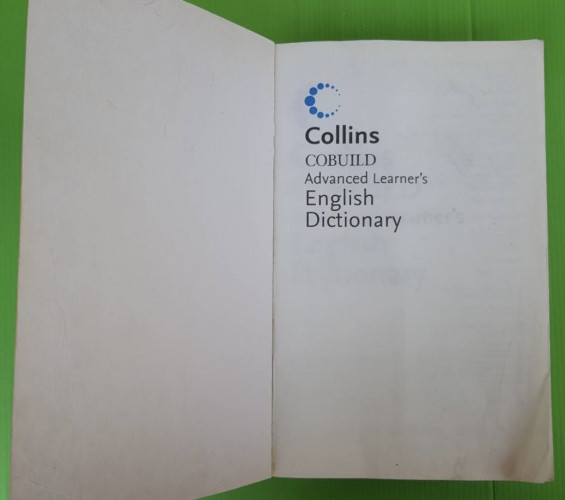 Collins
COBUILD
Advanced Learner's
English
Dictionary